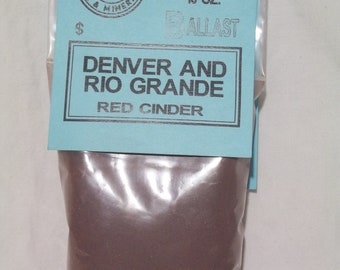 & MINER
OZ.
$
BALLAST
DENVER AND
RIO GRANDE
RED CINDER